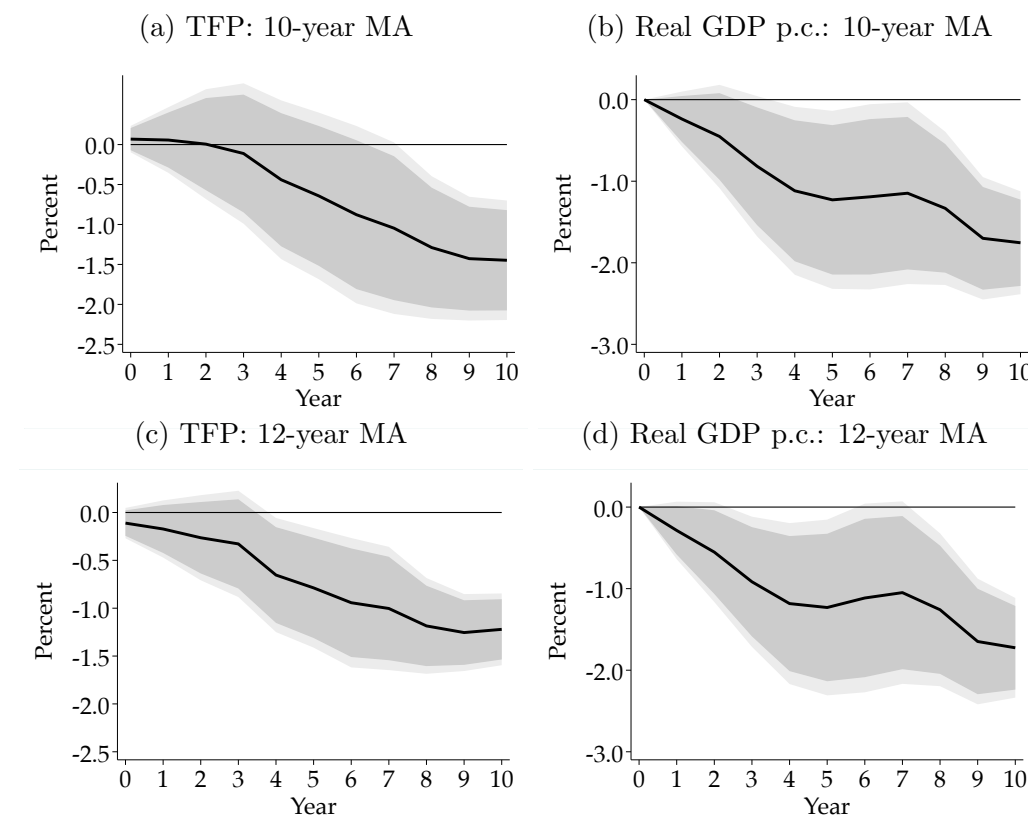 (a) TFP: 10-year MA
Percent
0.0
-0.5
-1.0
-1.5
-2.0
-2.5
0 1 2 3 4 5 6 7 8 9 10
Year
(b) Real GDP p.c.: 10-year MA
Percent
0.0
-1.0
-2.0
-3.0
0 1 2 3 4 5 6 7 8 9 10
Year
(c) TFP: 12-year MA
Percent
0.0
-0.5
-1.0
-1.5
-2.0
-2.5
0 1 2 3 4 5 6 7 8 9 10
Year
(d) Real GDP p.c.: 12-year MA
Percent
0.0
-1.0
-2.0
-3.0
0 1 2 3 4 5 6 7 8 9 10
Year